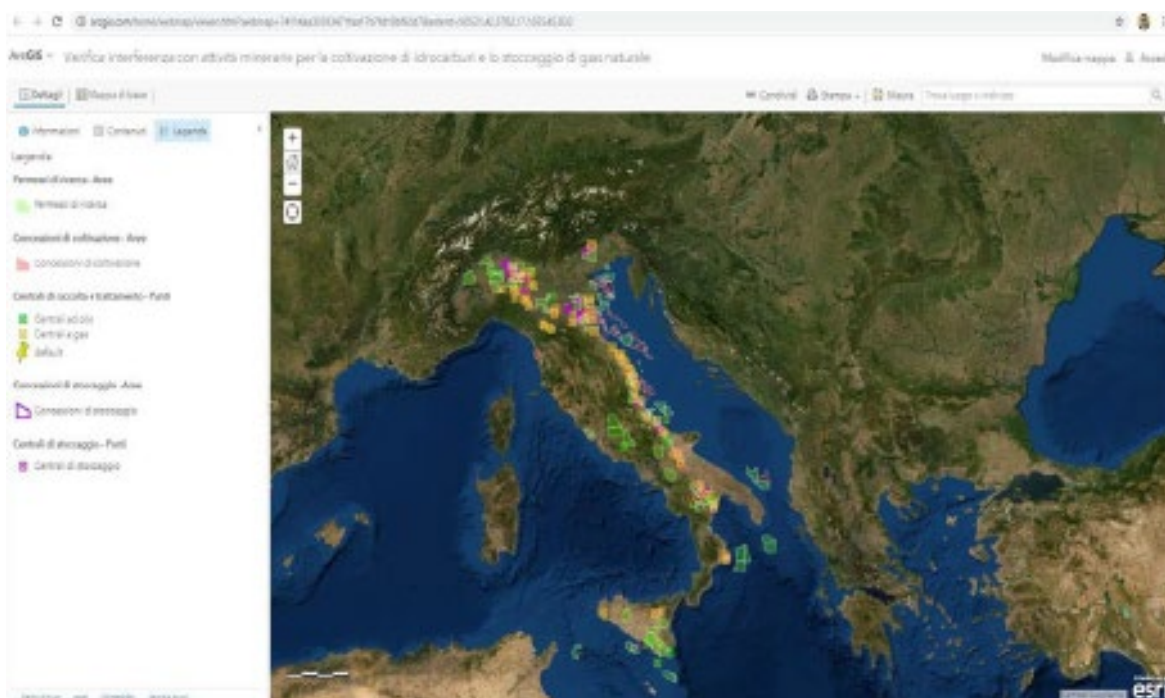 ArcGIS Verifica interferenza con attività minerarie per la coltivazione di idrocarburi e lo stoccaggio di gas naturale
Modifica mappa
Dettagli Mappa di base
Condividi Stampa Misura Trova luogo o indirizzo
Informazioni Contenuti Legenda
Legenda
Permessi di ricerca - Aree
Permessi di ricerca
Concessioni di coltivazione - Aree
Concessioni di coltivazione
Centrali di raccolta e trattamento - Punti
Centrali ad olio
Centrali a gas
default
Concessioni di stoccaggio - Aree
Concessioni di stoccaggio
Centrali di stoccaggio - Punti
Centrali di stoccaggio
esri